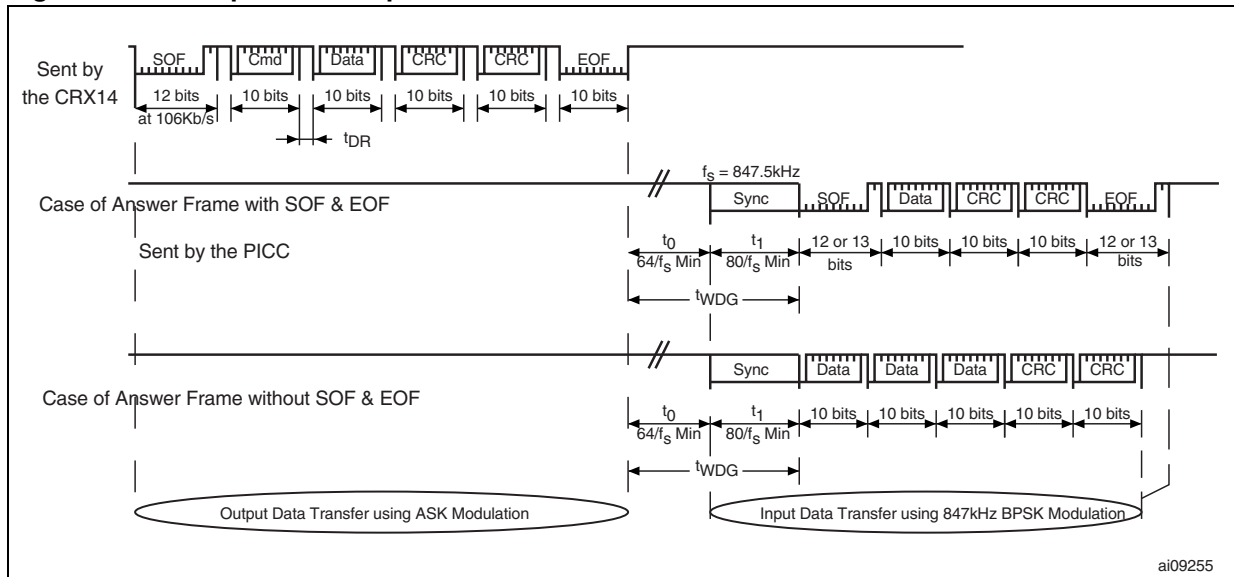 Sent by
the CRX14
SOF
Cmd
Data
CRC
CRC
EOF
12 bits
at 106Kb/s
10 bits
10 bits
10 bits
10 bits
10 bits
tDR
fs = 847.5kHz
Case of Answer Frame with SOF & EOF
Sync
SOF
Data
CRC
CRC
EOF
Sent by the PICC
t0
64/fs Min
t1
80/fs Min
12 or 13
bits
10 bits
10 bits
10 bits
12 or 13
bits
tWDG
Case of Answer Frame without SOF & EOF
Sync
Data
Data
Data
CRC
CRC
t0
64/fs Min
t1
80/fs Min
10 bits
10 bits
10 bits
10 bits
10 bits
tWDG
Output Data Transfer using ASK Modulation
Input Data Transfer using 847kHz BPSK Modulation
ai09255